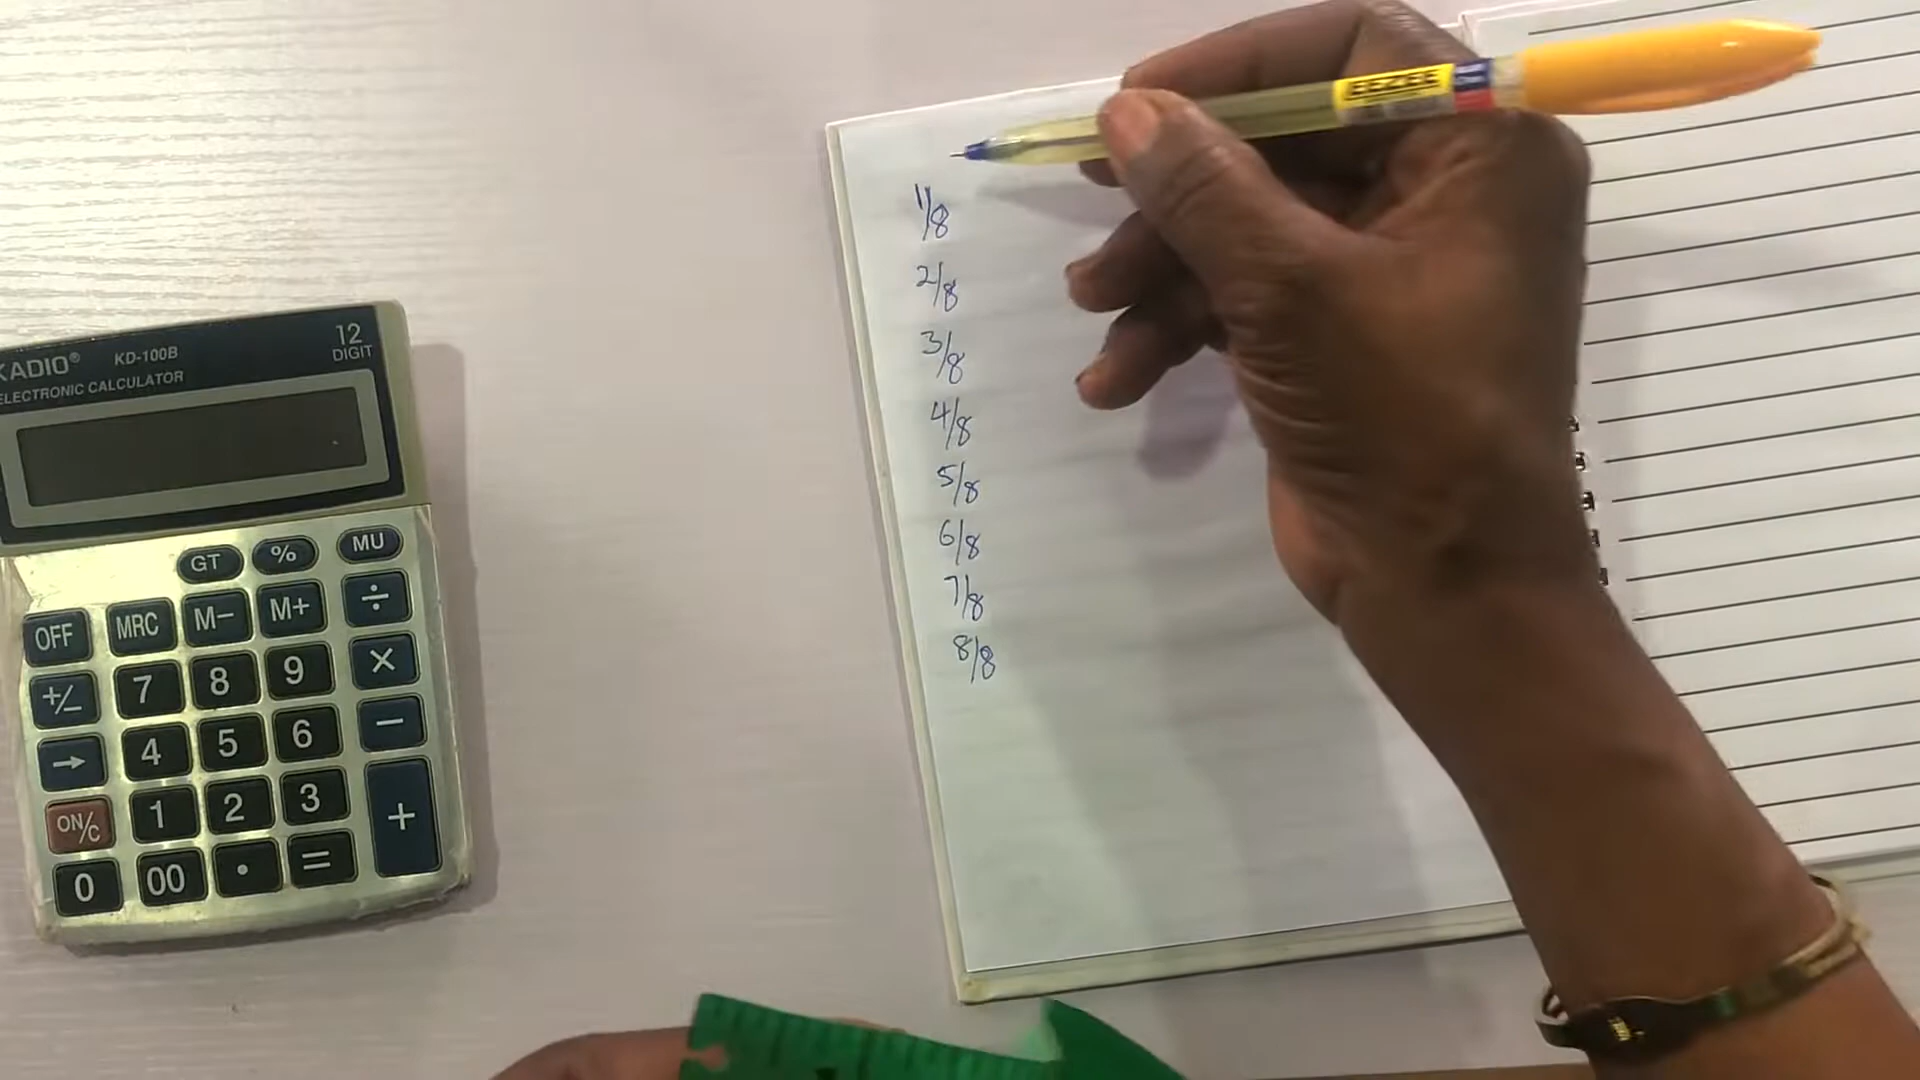 KADIO® KD-100B 12
DIGIT
ELECTRONIC CALCULATOR
GT % MU
OFF MRC M− M+ ÷
+/− 7 8 9 ×
→ 4 5 6 −
ON/C 1 2 3 +
0 00 • =
EEZEE
1/8
2/8
3/8
4/8
5/8
6/8
7/8
8/8